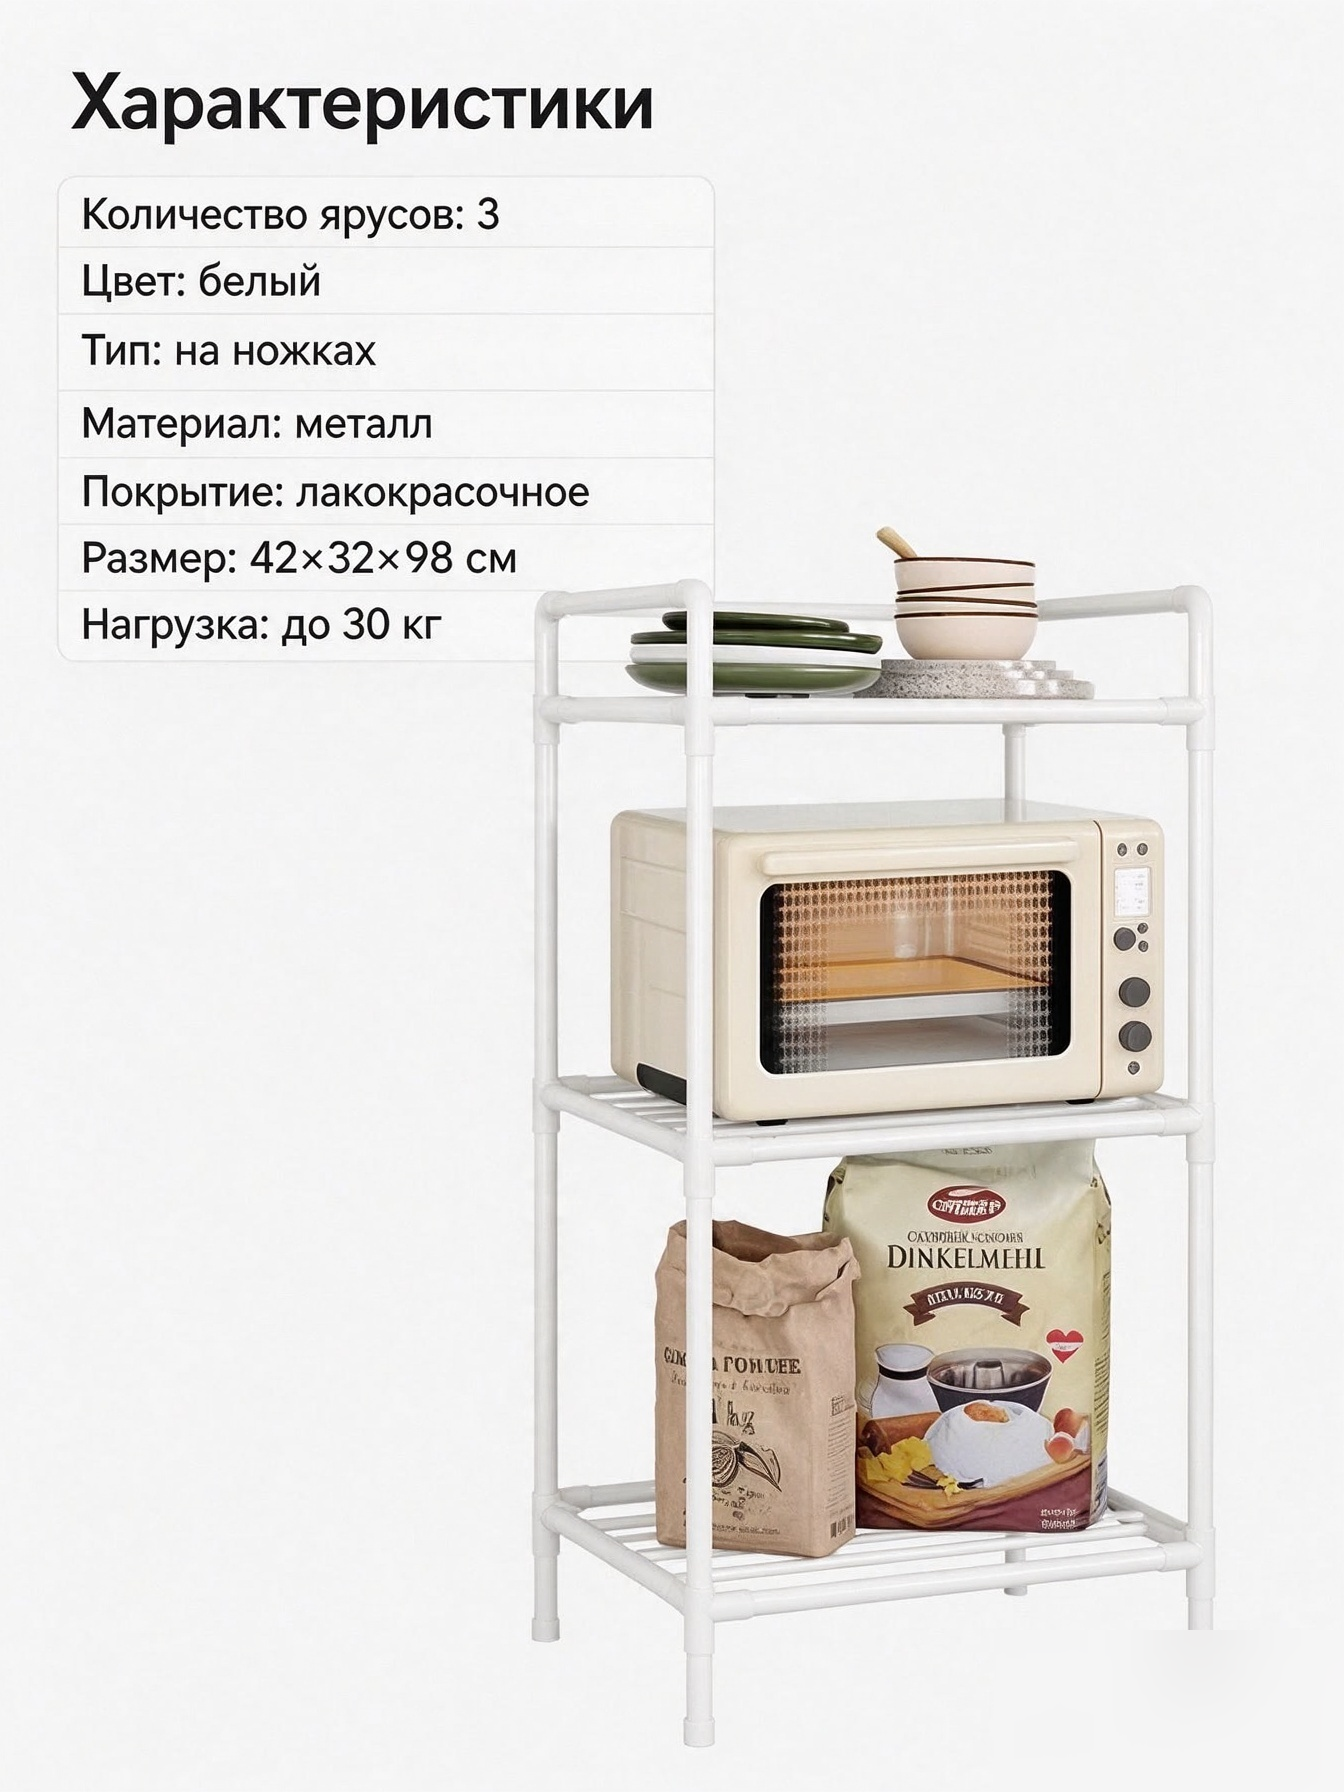 Характеристики
Количество ярусов: 3
Цвет: белый
Тип: на ножках
Материал: металл
Покрытие: лакокрасочное
Размер: 42×32×98 см
Нагрузка: до 30 кг
DINKELMEHL